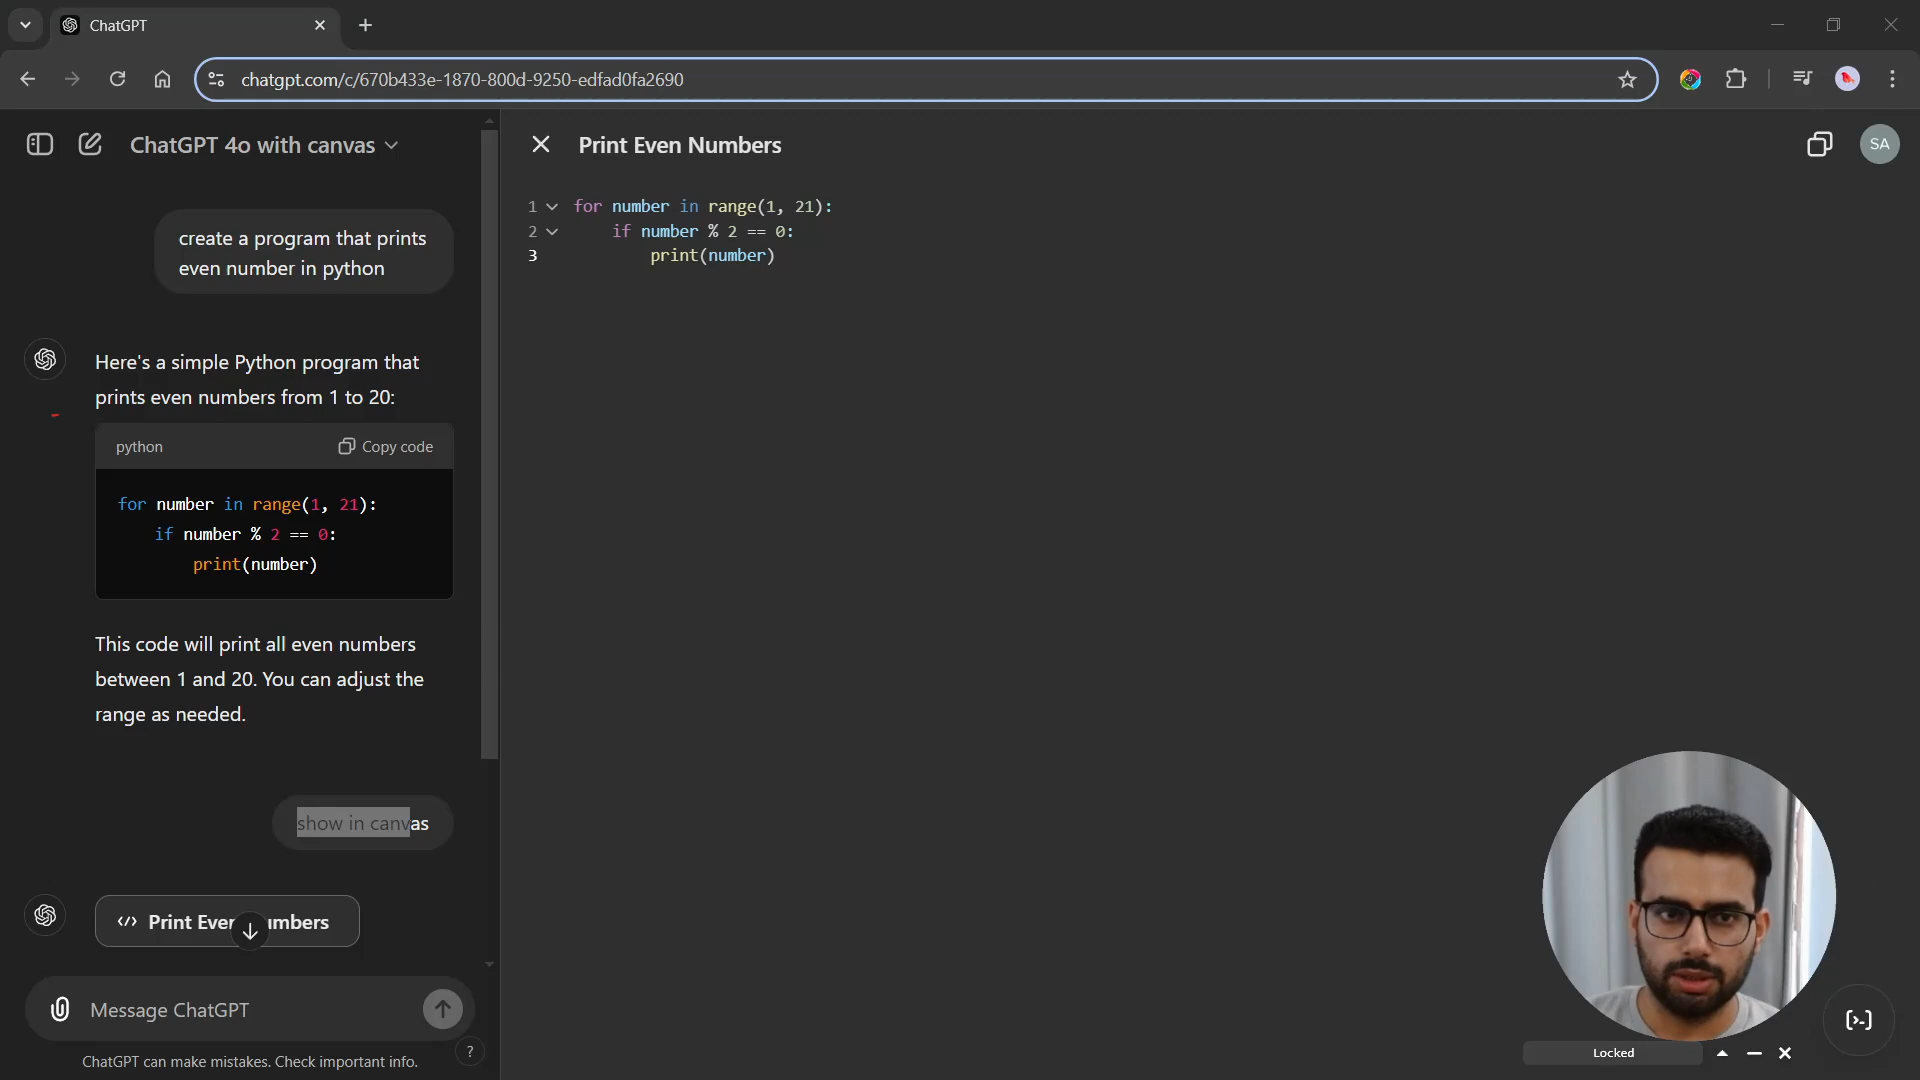 ChatGPT
chatgpt.com/c/670b433e-1870-800d-9250-edfad0fa2690
ChatGPT 4o with canvas
create a program that prints
even number in python
Here's a simple Python program that
prints even numbers from 1 to 20:
python
Copy code
for number in range(1, 21):
    if number % 2 == 0:
        print(number)
This code will print all even numbers
between 1 and 20. You can adjust the
range as needed.
show in canvas
Print Even Numbers
Message ChatGPT
ChatGPT can make mistakes. Check important info.
?
Print Even Numbers
SA
1 for number in range(1, 21):
2     if number % 2 == 0:
3         print(number)
Locked